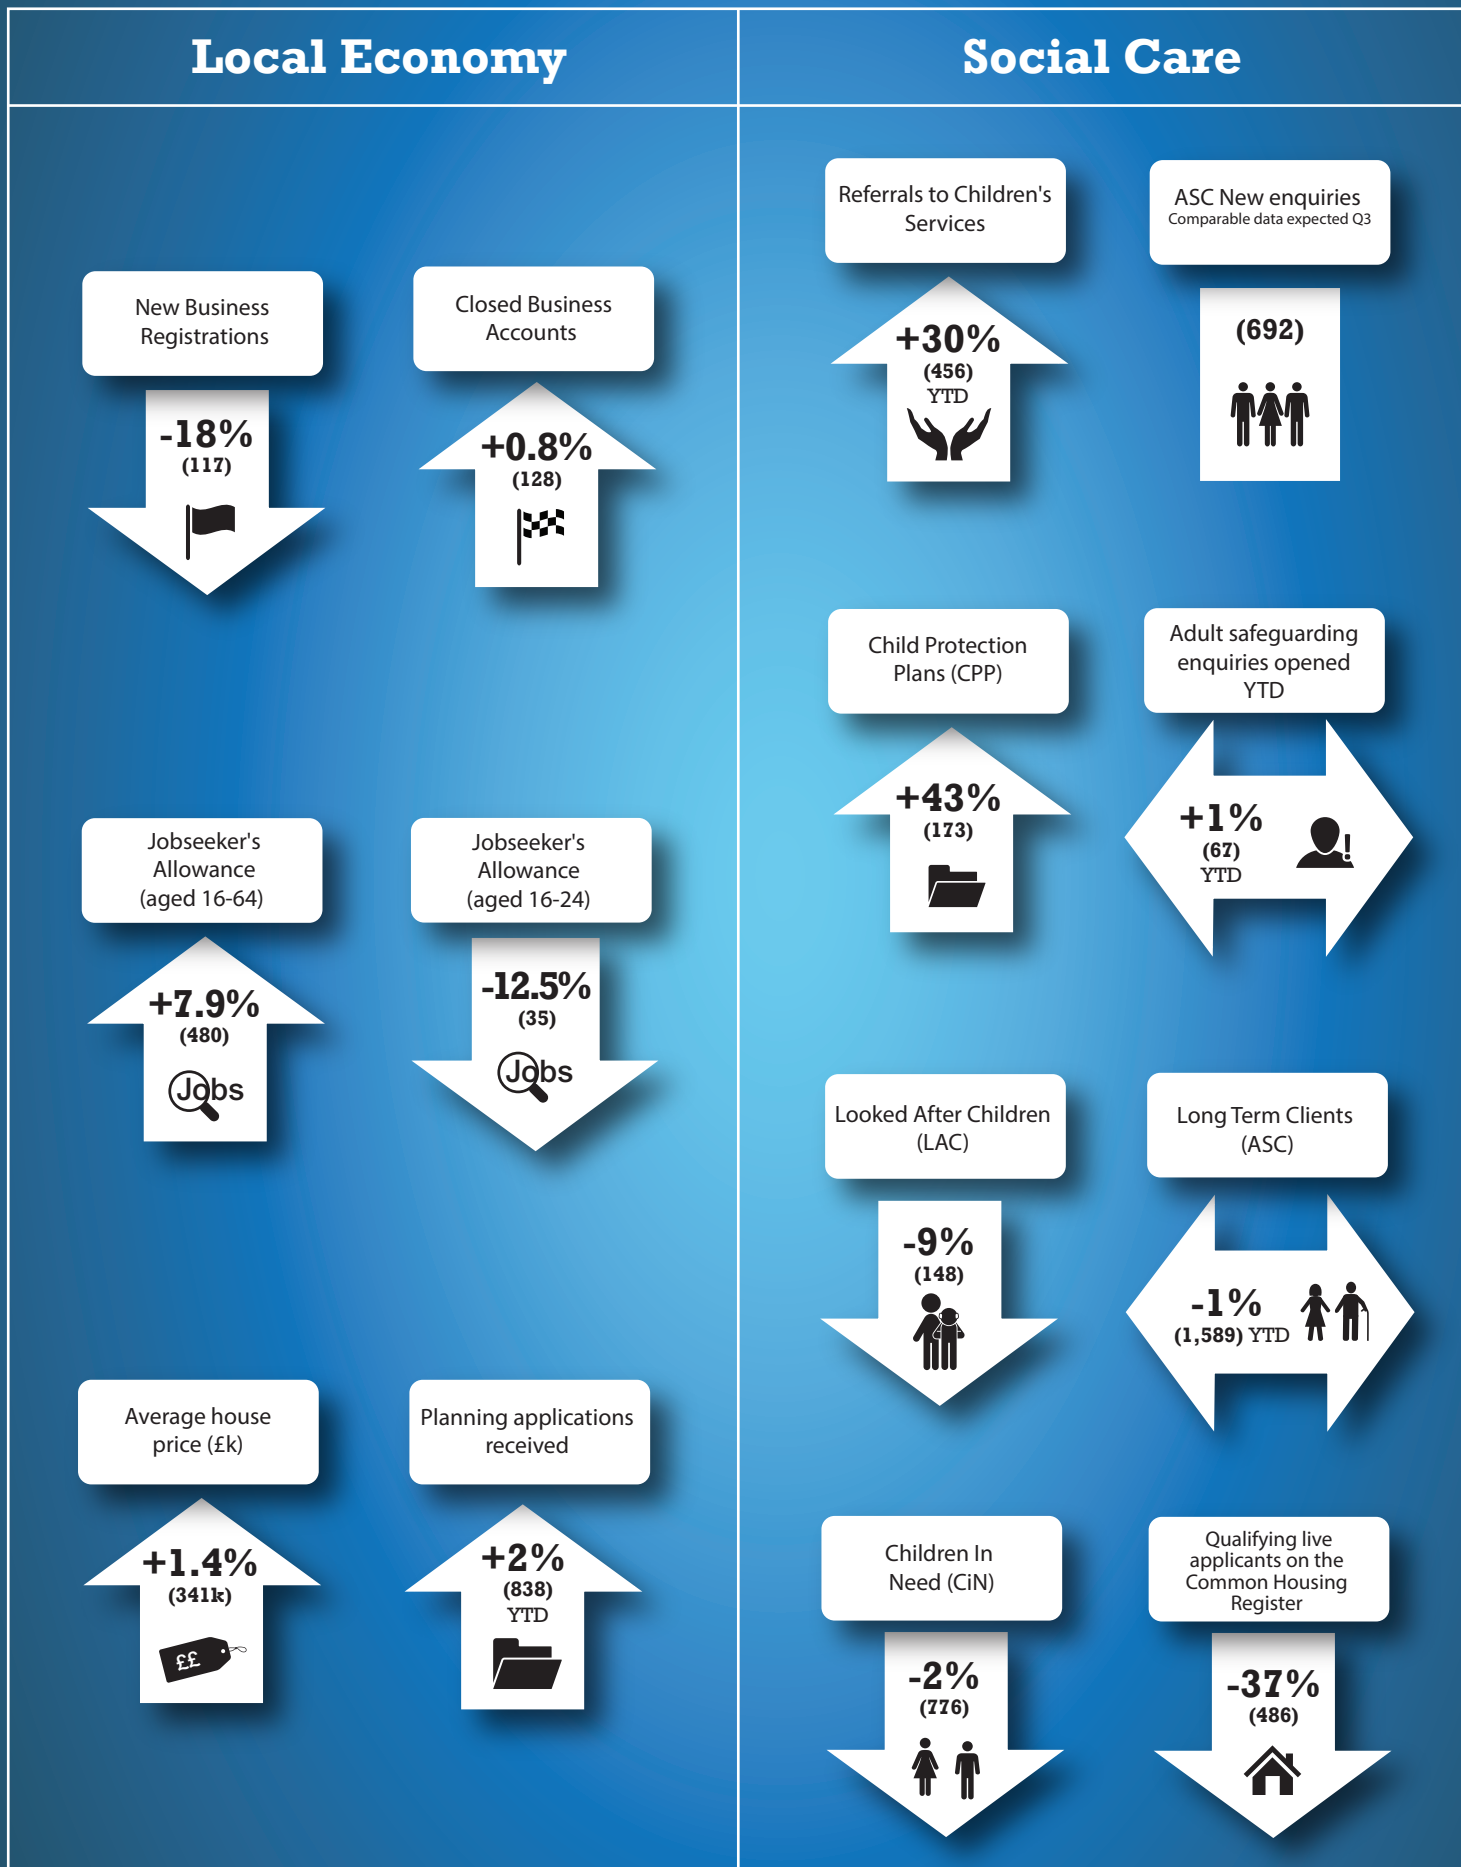 Local Economy
New Business
Registrations
-18%
(117)
Closed Business
Accounts
+0.8%
(128)
Jobseeker's
Allowance
(aged 16-64)
+7.9%
(480)
Jobs
Jobseeker's
Allowance
(aged 16-24)
-12.5%
(35)
Jobs
Average house
price (£k)
+1.4%
(341k)
££
Planning applications
received
+2%
(838)
YTD
Social Care
Referrals to Children's
Services
+30%
(456)
YTD
ASC New enquiries
Comparable data expected Q3
(692)
Child Protection
Plans (CPP)
+43%
(173)
Adult safeguarding
enquiries opened
YTD
+1%
(67)
YTD
!
Looked After Children
(LAC)
-9%
(148)
Long Term Clients
(ASC)
-1%
(1,589) YTD
Children In
Need (CiN)
-2%
(776)
Qualifying live
applicants on the
Common Housing
Register
-37%
(486)